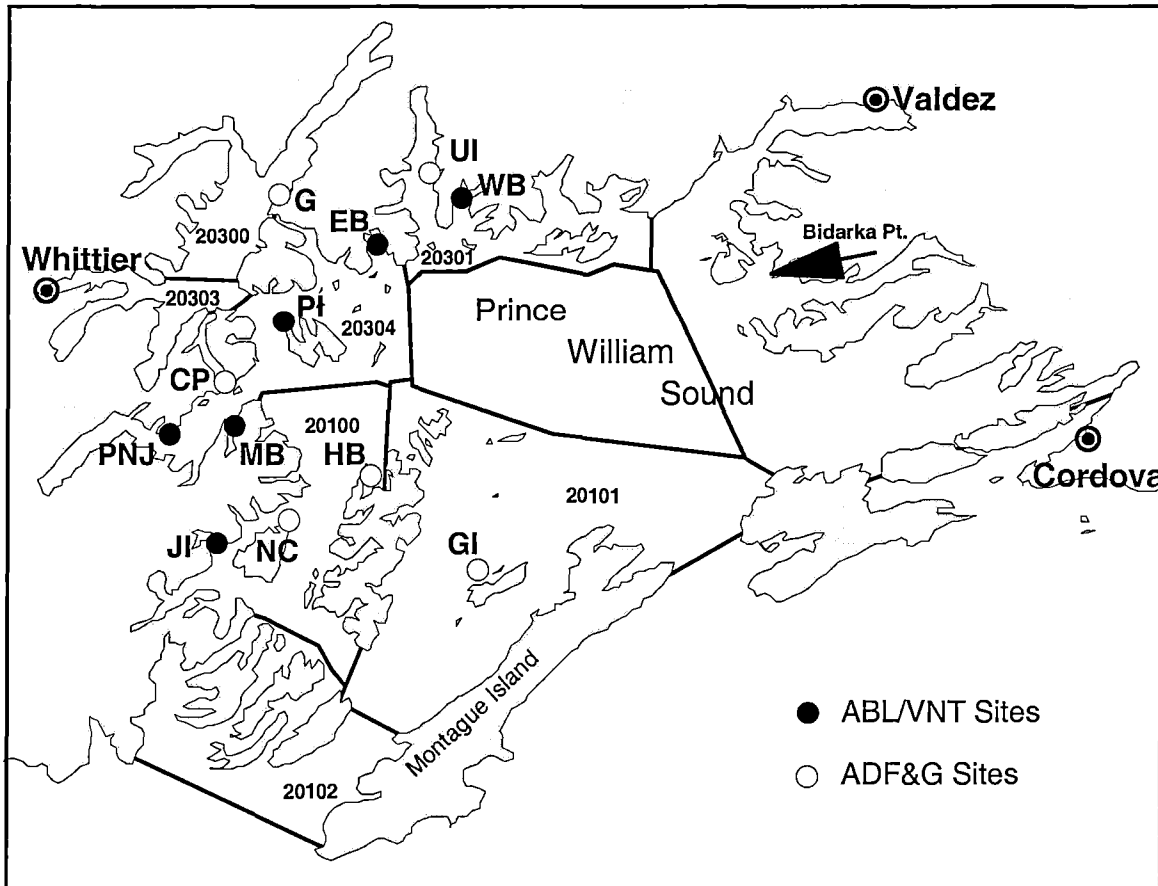 Valdez
UI
WB
G
EB
20300
20301
Bidarka Pt.
Whittier
20303
PI
20304
Prince
William
Sound
CP
20100
PNJ
MB
HB
20101
Cordova
JI
NC
GI
Montague Island
ABL/VNT Sites
ADF&G Sites
20102